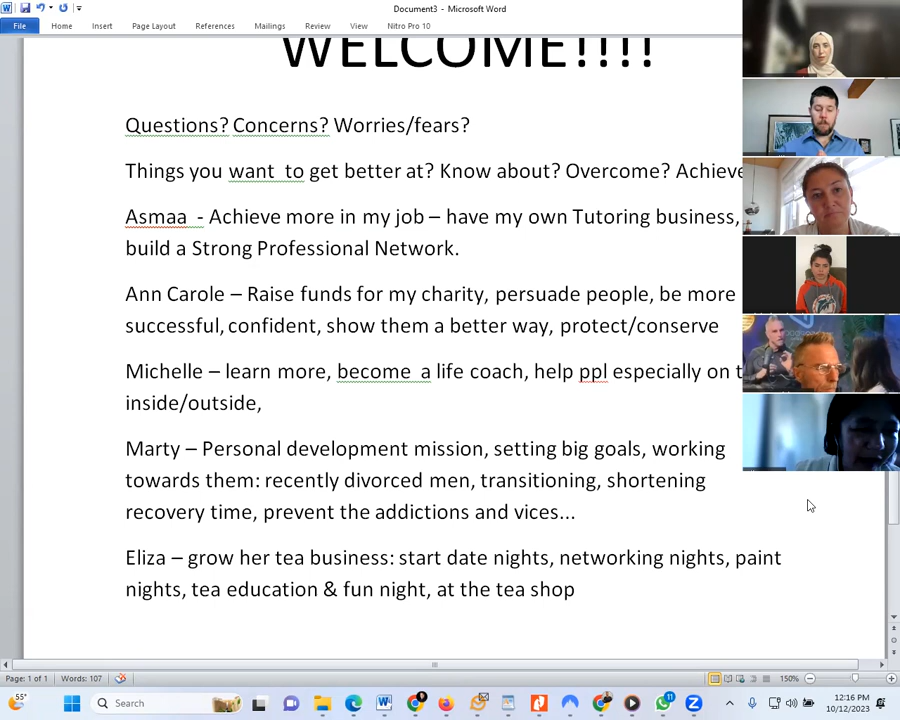 Document3 - Microsoft Word
File Home Insert Page Layout References Mailings Review View Nitro Pro 10
WELCOME!!!!
Questions? Concerns? Worries/fears?
Things you want  to get better at? Know about? Overcome? Achieve
Asmaa  - Achieve more in my job – have my own Tutoring business,
build a Strong Professional Network.
Ann Carole – Raise funds for my charity, persuade people, be more
successful, confident, show them a better way, protect/conserve
Michelle – learn more, become  a life coach, help ppl especially on t
inside/outside,
Marty – Personal development mission, setting big goals, working
towards them: recently divorced men, transitioning, shortening
recovery time, prevent the addictions and vices...
Eliza – grow her tea business: start date nights, networking nights, paint
nights, tea education & fun night, at the tea shop
Page: 1 of 1 Words: 107 150%
55° Search 11 12:16 PM
10/12/2023